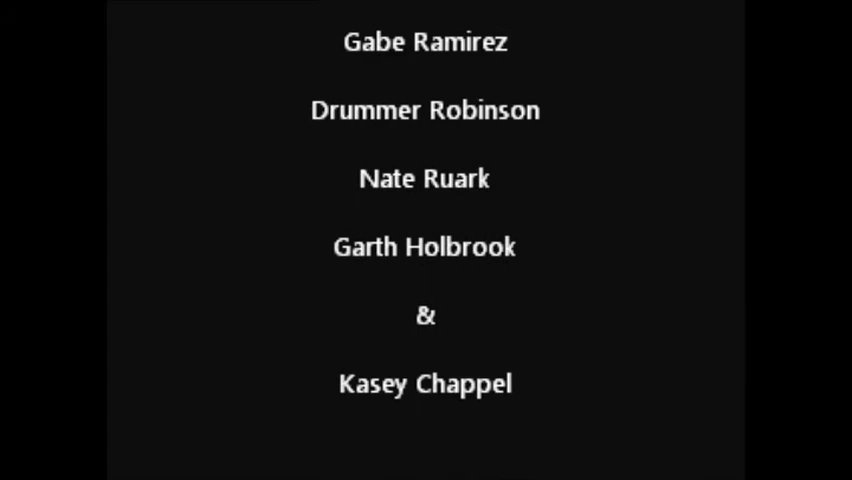 Gabe Ramirez
Drummer Robinson
Nate Ruark
Garth Holbrook
&
Kasey Chappel